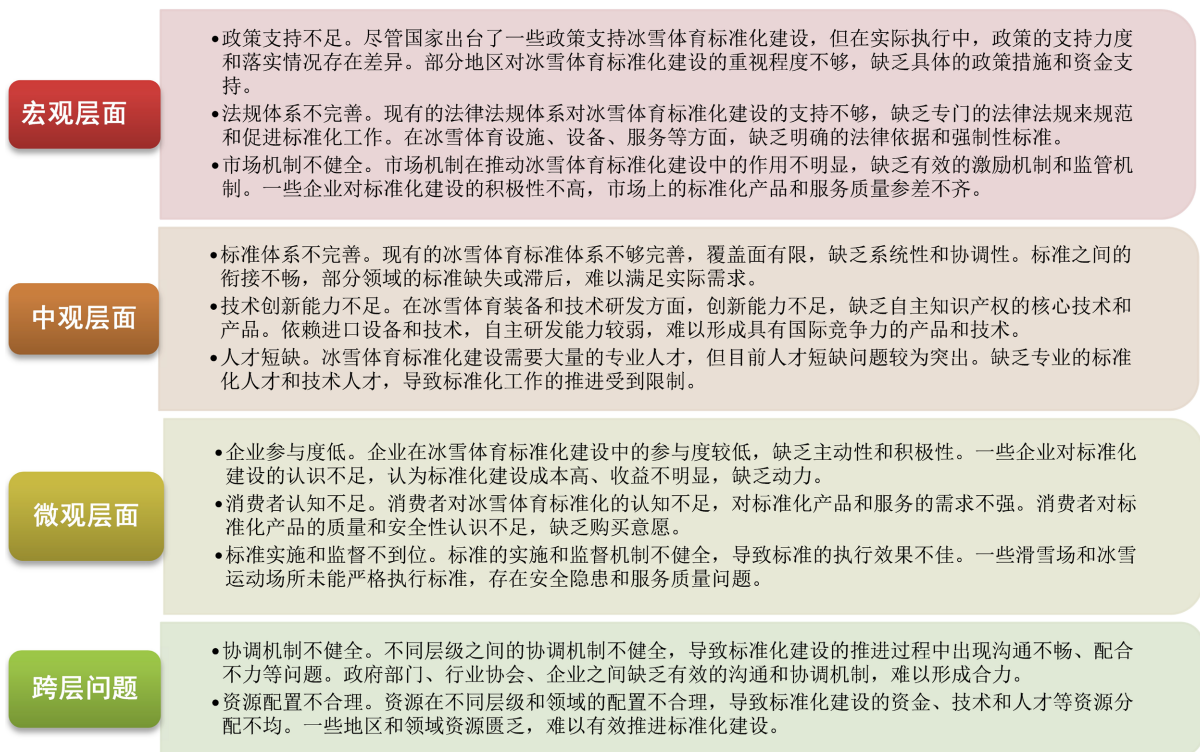 宏观层面
•政策支持不足。尽管国家出台了一些政策支持冰雪体育标准化建设，但在实际执行中，政策的支持力度
和落实情况存在差异。部分地区对冰雪体育标准化建设的重视程度不够，缺乏具体的政策措施和资金支
持。
•法规体系不完善。现有的法律法规体系对冰雪体育标准化建设的支持不够，缺乏专门的法律法规来规范
和促进标准化工作。在冰雪体育设施、设备、服务等方面，缺乏明确的法律依据和强制性标准。
•市场机制不健全。市场机制在推动冰雪体育标准化建设中的作用不明显，缺乏有效的激励机制和监管机
制。一些企业对标准化建设的积极性不高，市场上的标准化产品和服务质量参差不齐。
中观层面
•标准体系不完善。现有的冰雪体育标准体系不够完善，覆盖面有限，缺乏系统性和协调性。标准之间的
衔接不畅，部分领域的标准缺失或滞后，难以满足实际需求。
•技术创新能力不足。在冰雪体育装备和技术研发方面，创新能力不足，缺乏自主知识产权的核心技术和
产品。依赖进口设备和技术，自主研发能力较弱，难以形成具有国际竞争力的产品和技术。
•人才短缺。冰雪体育标准化建设需要大量的专业人才，但目前人才短缺问题较为突出。缺乏专业的标准
化人才和技术人才，导致标准化工作的推进受到限制。
微观层面
•企业参与度低。企业在冰雪体育标准化建设中的参与度较低，缺乏主动性和积极性。一些企业对标准化
建设的认识不足，认为标准化建设成本高、收益不明显，缺乏动力。
•消费者认知不足。消费者对冰雪体育标准化的认知不足，对标准化产品和服务的需求不强。消费者对标
准化产品的质量和安全性认识不足，缺乏购买意愿。
•标准实施和监督不到位。标准的实施和监督机制不健全，导致标准的执行效果不佳。一些滑雪场和冰雪
运动场所未能严格执行标准，存在安全隐患和服务质量问题。
跨层问题
•协调机制不健全。不同层级之间的协调机制不健全，导致标准化建设的推进过程中出现沟通不畅、配合
不力等问题。政府部门、行业协会、企业之间缺乏有效的沟通和协调机制，难以形成合力。
•资源配置不合理。资源在不同层级和领域的配置不合理，导致标准化建设的资金、技术和人才等资源分
配不均。一些地区和领域资源匮乏，难以有效推进标准化建设。